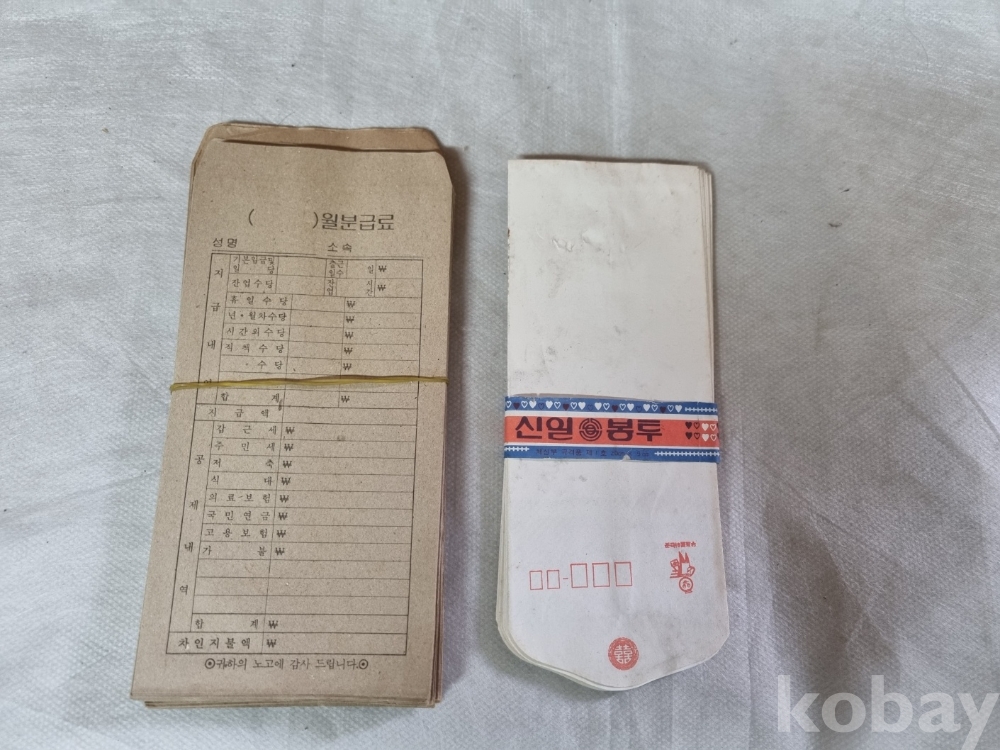 ( )월분급료
성명 소속
지급내역
기본임금및
일당 출근일수 일 ₩
잔업수당 잔업 시간 ₩
휴일수당 ₩
년·월차수당 ₩
시간외수당 ₩
직책수당 ₩
·수당 ₩
합계 ₩
지급액
공제내역
갑근세 ₩
주민세 ₩
저축 ₩
식대 ₩
의료보험 ₩
국민연금 ₩
고용보험 ₩
가불 ₩
합계 ₩
차인지불액 ₩
◉귀하의 노고에 감사 드립니다◉
신일 봉투
囍
kobay